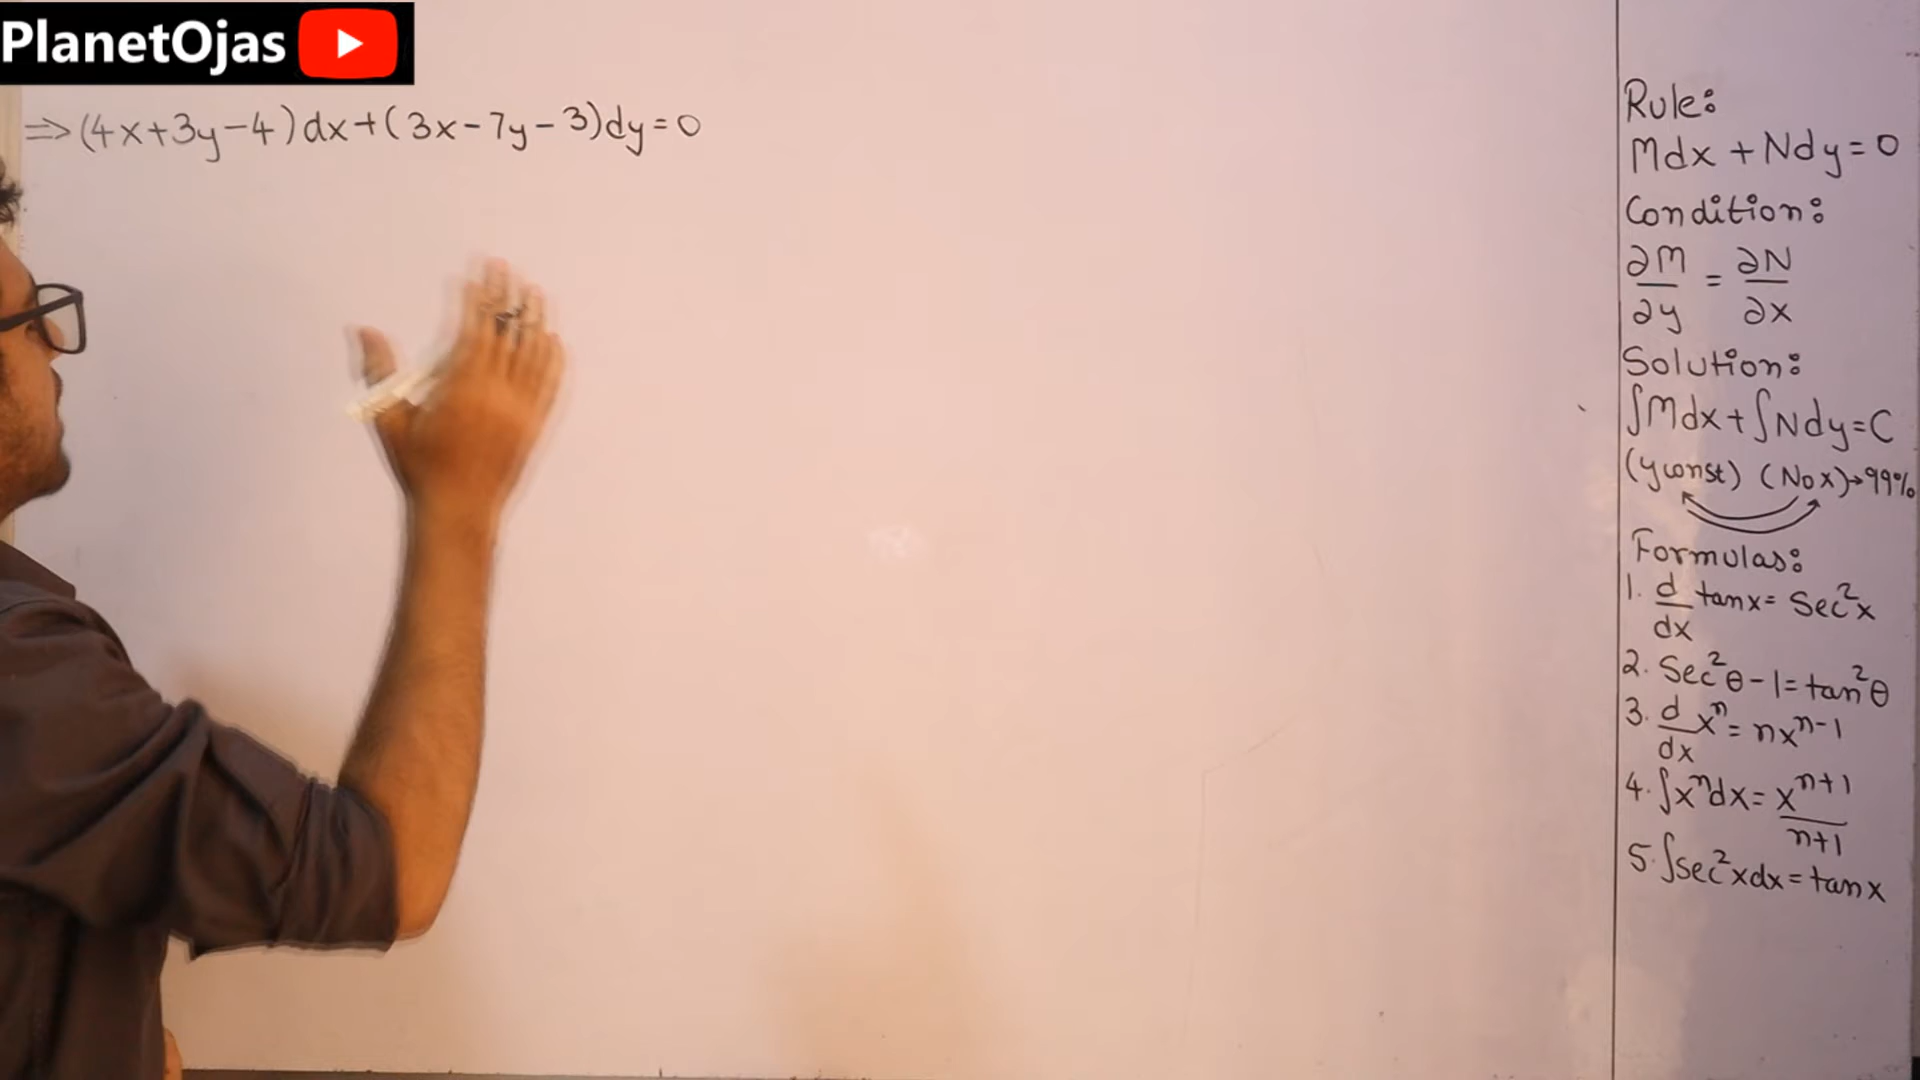 PlanetOjas
⇒(4x+3y-4)dx+(3x-7y-3)dy=0
Rule:
Mdx+Ndy=0
Condition:
∂M/∂y = ∂N/∂x
Solution:
∫Mdx+∫Ndy=C
(y const) (No x)→99%
Formulas:
1. d/dx tanx = Sec²x
2. Sec²θ-1=tan²θ
3. d/dx xⁿ = nxⁿ⁻¹
4. ∫xⁿdx = xⁿ⁺¹/n+1
5. ∫sec²xdx=tanx